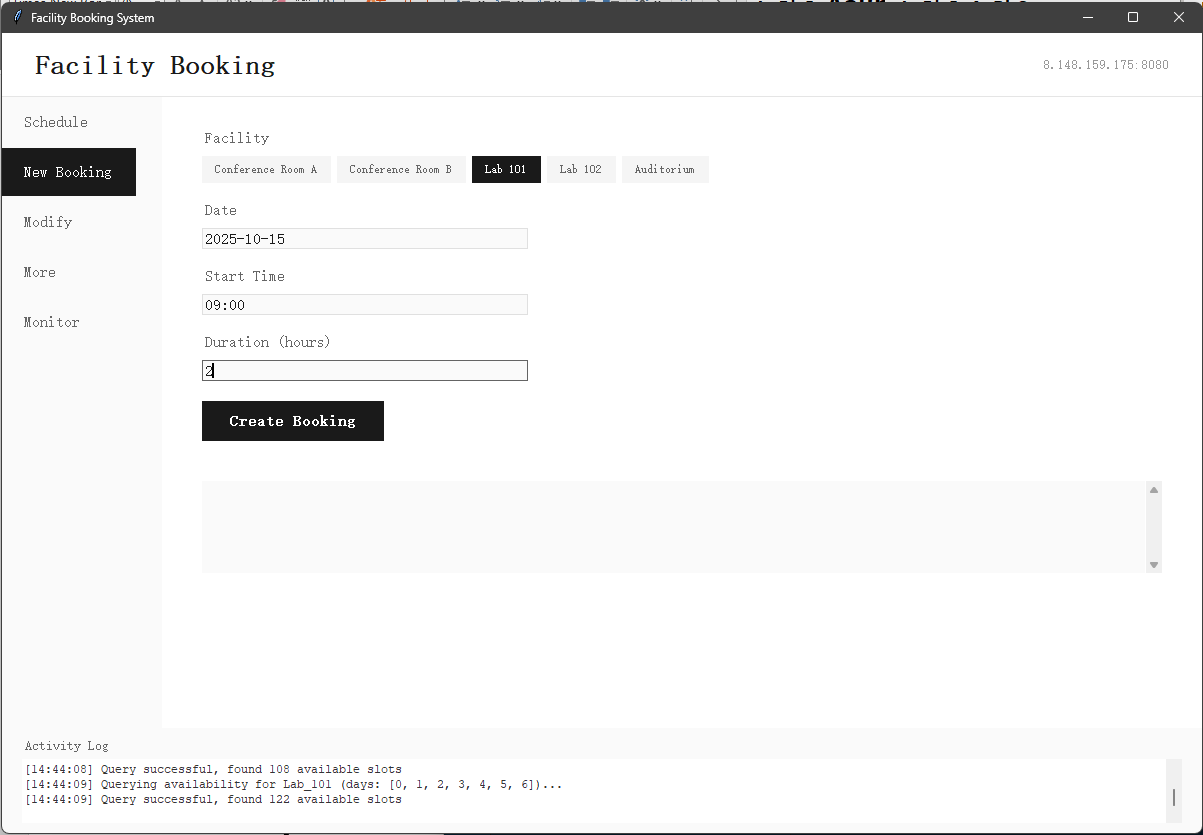 Facility Booking System
Facility Booking
8.148.159.175:8080
Schedule
New Booking
Modify
More
Monitor
Facility
Conference Room A Conference Room B Lab 101 Lab 102 Auditorium
Date
2025-10-15
Start Time
09:00
Duration (hours)
2
Create Booking
Activity Log
[14:44:08] Query successful, found 108 available slots
[14:44:09] Querying availability for Lab_101 (days: [0, 1, 2, 3, 4, 5, 6])...
[14:44:09] Query successful, found 122 available slots